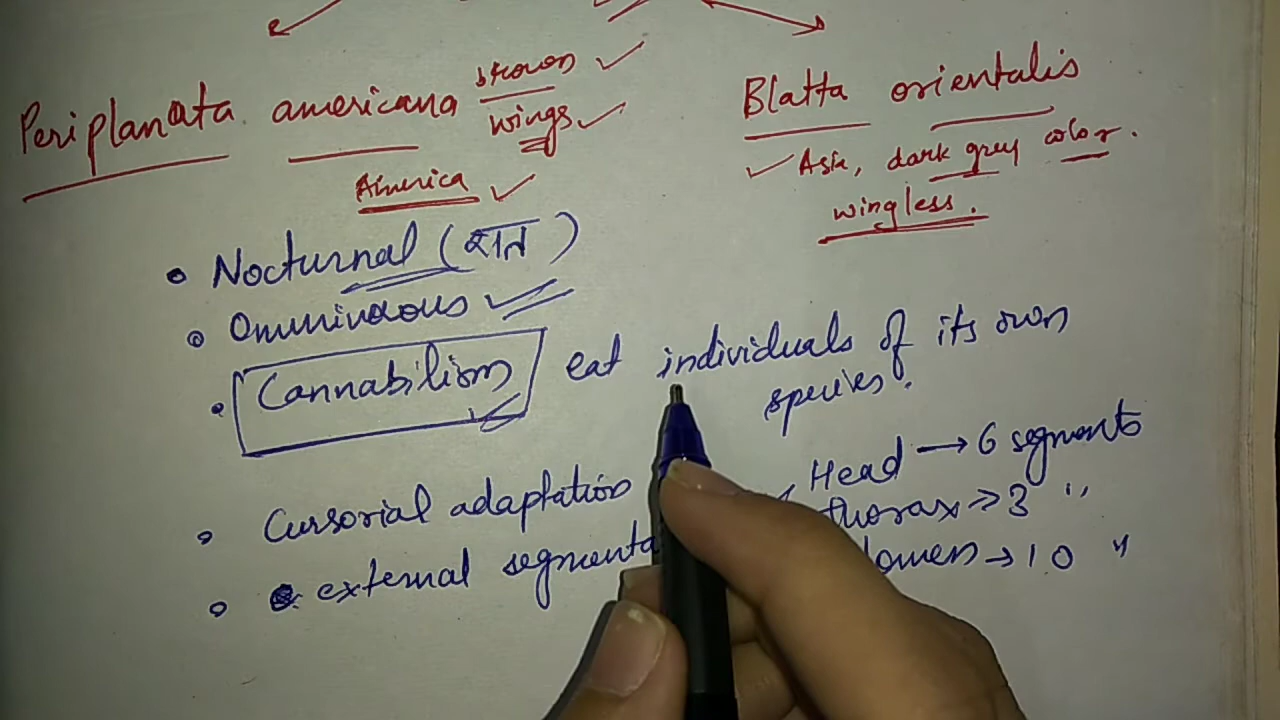 Periplanata americana brown
wings
America
Blatta orientalis
Asia, dark grey color.
wingless.
• Nocturnal (रात)
• Omnivorous
• Cannabilism eat individuals of its own
species.
• Cursorial adaptation
• external segmenta
Head → 6 segments
thorax → 3 "
domen → 10 "